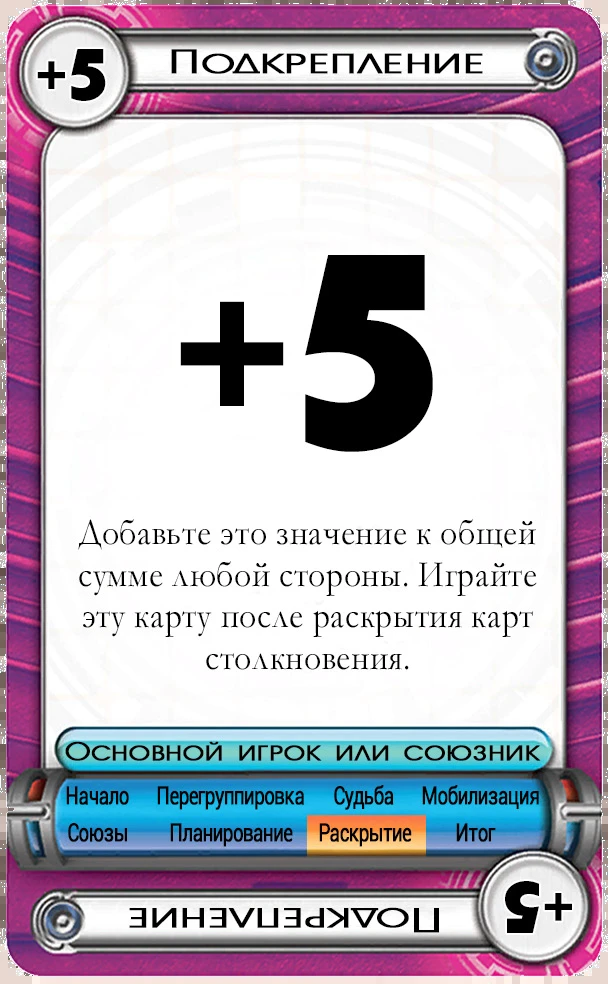 +5
Подкрепление
+5
Добавьте это значение к общей
сумме любой стороны. Играйте
эту карту после раскрытия карт
столкновения.
Основной игрок или союзник
Начало Перегруппировка Судьба Мобилизация
Союзы Планирование Раскрытие Итог
Подкрепление
+5